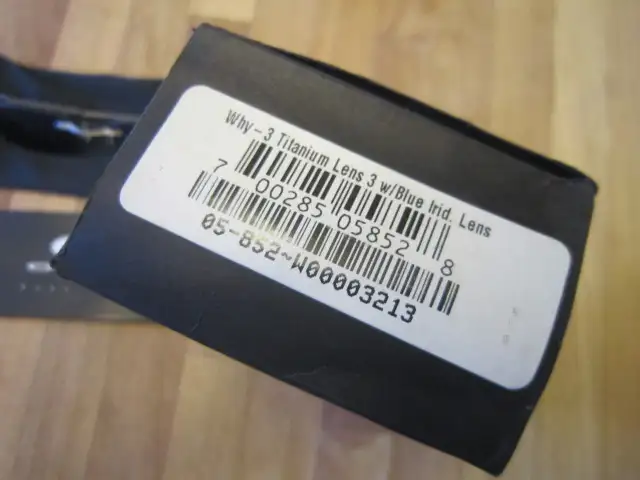 Why-3 Titanium Lens 3 w/Blue Irid. Lens
7 00285 05852 8
05-852~W00003213